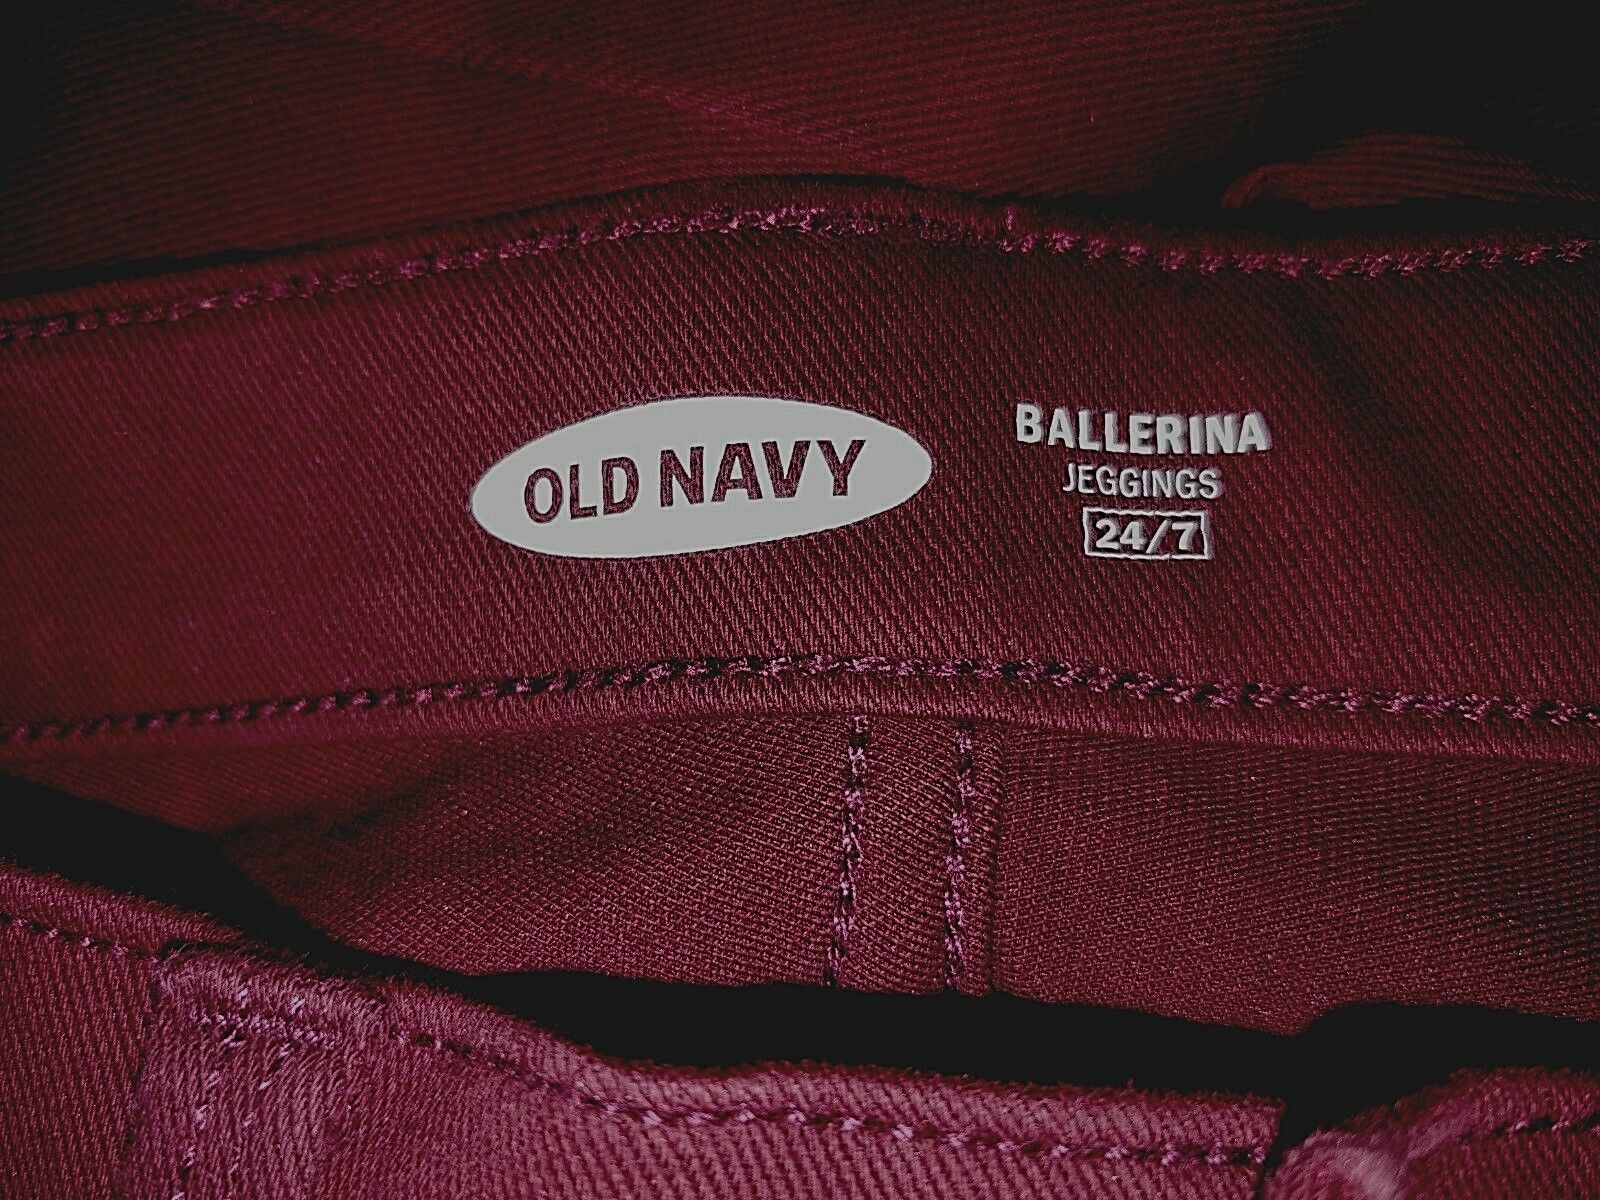 OLD NAVY
BALLERINA
JEGGINGS
24/7